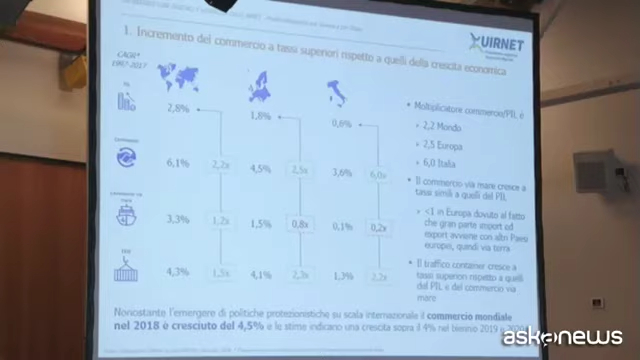 1. Incremento del commercio a tassi superiori rispetto a quelli della crescita economica
UIRNET
CAGR*
1997-2017
PIL
2,8%
1,8%
0,6%
Commercio
6,1%
2,2x
4,5%
2,5x
3,6%
6,0x
Commercio via mare
3,3%
1,2x
1,5%
0,8x
0,1%
0,2x
TEU
4,3%
1,5x
4,1%
2,3x
1,3%
2,2x
• Moltiplicatore commercio/PIL è
› 2,2 Mondo
› 2,5 Europa
› 6,0 Italia
• Il commercio via mare cresce a
tassi simili a quelli del PIL
› <1 in Europa dovuto al fatto
che gran parte import ed
export avviene con altri Paesi
europei, quindi via terra
• Il traffico container cresce a
tassi superiori rispetto a quelli
del PIL e del commercio via
mare
Nonostante l'emergere di politiche protezionistiche su scala internazionale il commercio mondiale
nel 2018 è cresciuto del 4,5% e le stime indicano una crescita sopra il 4% nel biennio 2019
askanews